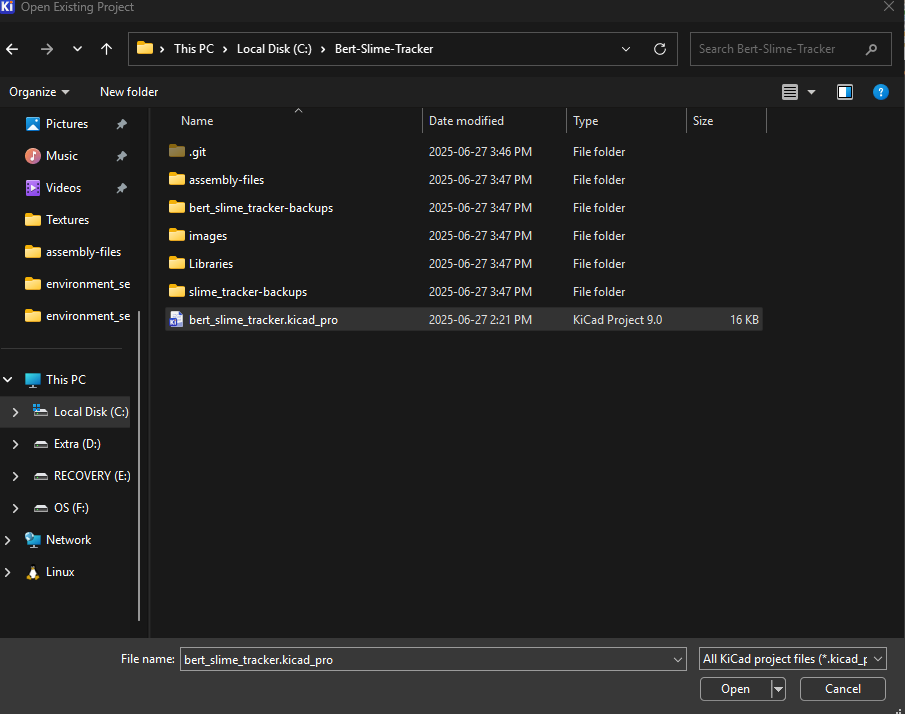 Ki Open Existing Project
This PC Local Disk (C:) Bert-Slime-Tracker Search Bert-Slime-Tracker
Organize New folder ?
Pictures
Music
Videos
Textures
assembly-files
environment_se
environment_se
This PC
Local Disk (C:)
Extra (D:)
RECOVERY (E:)
OS (F:)
Network
Linux
Name Date modified Type Size
.git 2025-06-27 3:46 PM File folder
assembly-files 2025-06-27 3:47 PM File folder
bert_slime_tracker-backups 2025-06-27 3:47 PM File folder
images 2025-06-27 3:47 PM File folder
Libraries 2025-06-27 3:47 PM File folder
slime_tracker-backups 2025-06-27 3:47 PM File folder
bert_slime_tracker.kicad_pro 2025-06-27 2:21 PM KiCad Project 9.0 16 KB
File name: bert_slime_tracker.kicad_pro All KiCad project files (*.kicad_p
Open Cancel